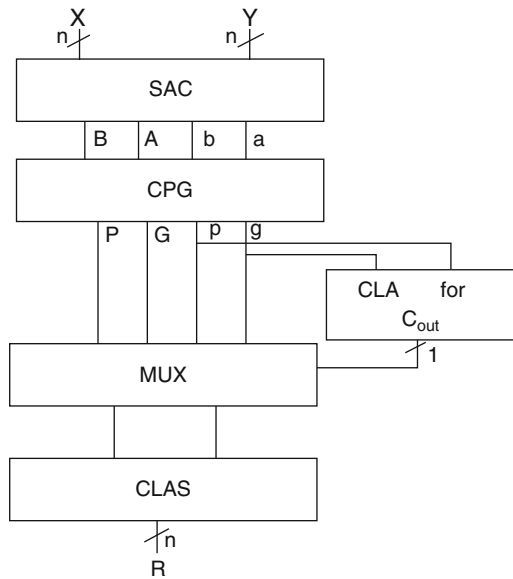 X Y
n n
SAC
B A b a
CPG
P G p g
CLA for
Cout
1
MUX
CLAS
n
R